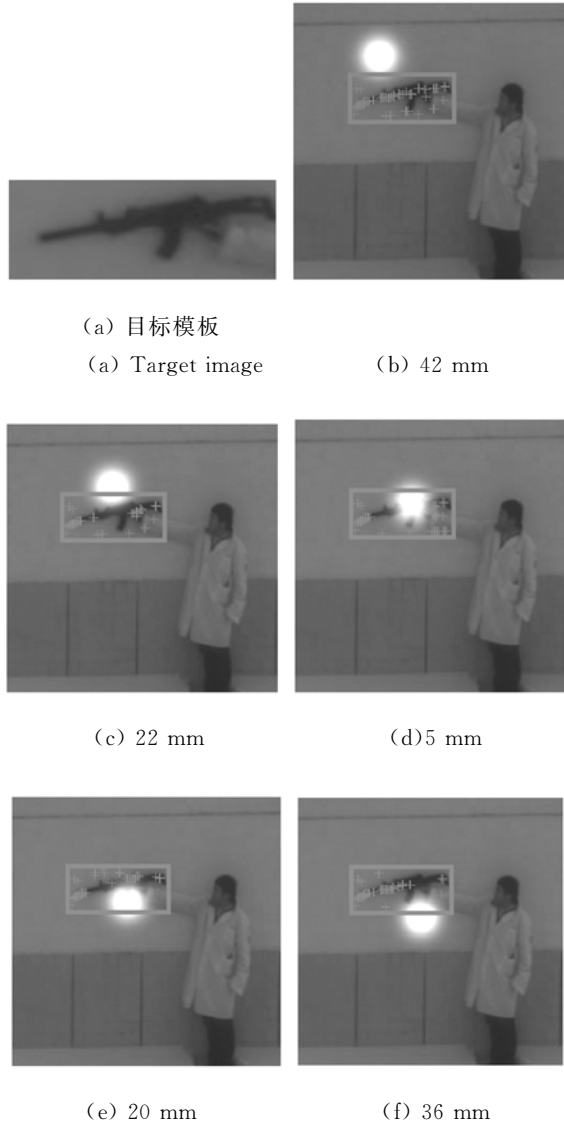 (a) 目标模板
(a) Target image
(b) 42 mm
(c) 22 mm
(d)5 mm
(e) 20 mm
(f) 36 mm